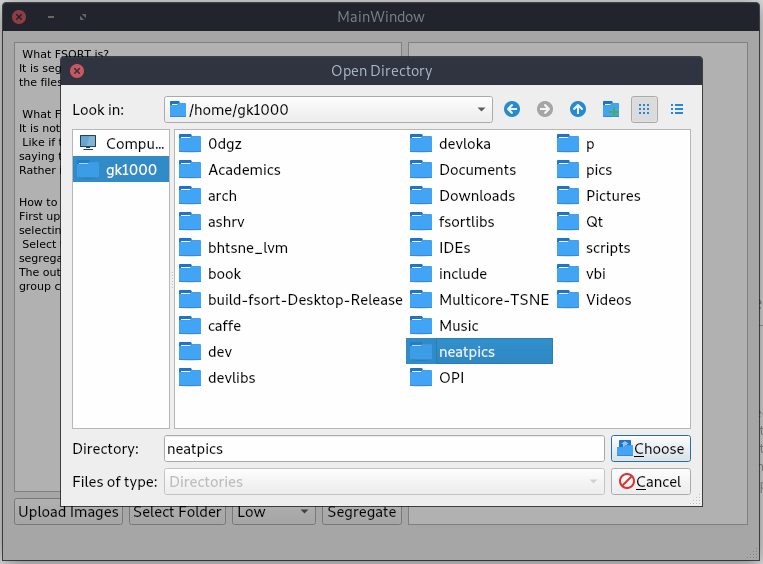 MainWindow
What FSORT is?
It is seg
the files
What F
It is not
Like if
saying t
Rather
How to
First up
selectin
Select
segrega
The out
group c
Open Directory
Look in: /home/gk1000
Compu...
gk1000
0dgz devloka p
Academics Documents pics
arch Downloads Pictures
ashrv fsortlibs Qt
bhtsne_lvm IDEs scripts
book include vbi
build-fsort-Desktop-Release Multicore-TSNE Videos
caffe Music
dev neatpics
devlibs OPI
Directory: neatpics Choose
Files of type: Directories Cancel
Upload Images Select Folder Low Segregate